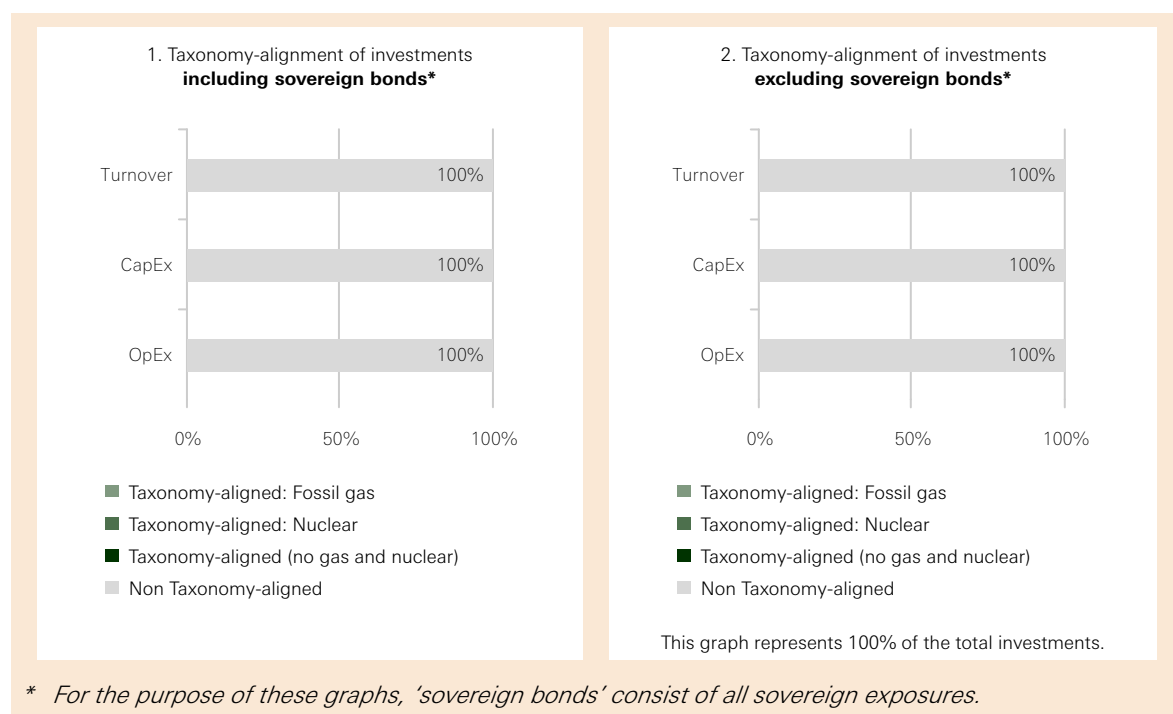 1. Taxonomy-alignment of investments
including sovereign bonds*
Turnover
100%
CapEx
100%
OpEx
100%
0%
50%
100%
Taxonomy-aligned: Fossil gas
Taxonomy-aligned: Nuclear
Taxonomy-aligned (no gas and nuclear)
Non Taxonomy-aligned
2. Taxonomy-alignment of investments
excluding sovereign bonds*
Turnover
100%
CapEx
100%
OpEx
100%
0%
50%
100%
Taxonomy-aligned: Fossil gas
Taxonomy-aligned: Nuclear
Taxonomy-aligned (no gas and nuclear)
Non Taxonomy-aligned
This graph represents 100% of the total investments.
* For the purpose of these graphs, ‘sovereign bonds’ consist of all sovereign exposures.